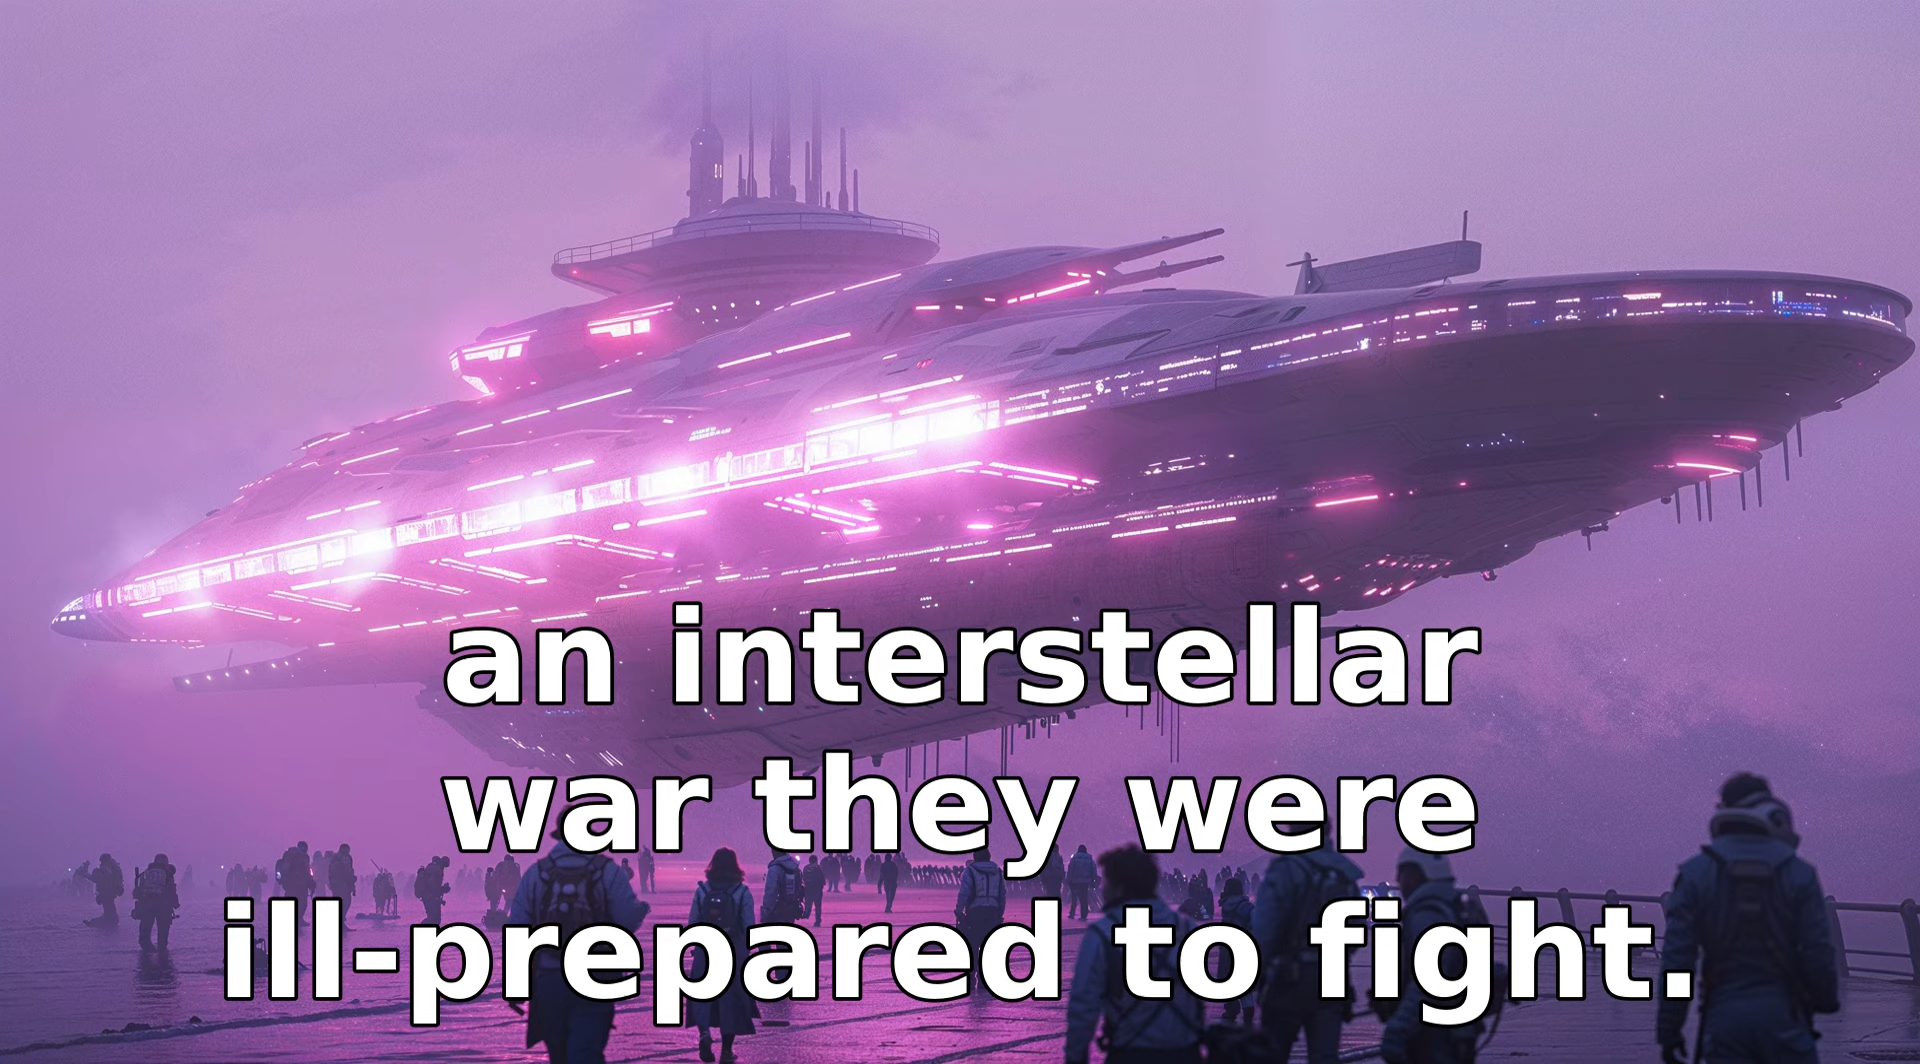 an interstellar
war they were
ill-prepared to fight.